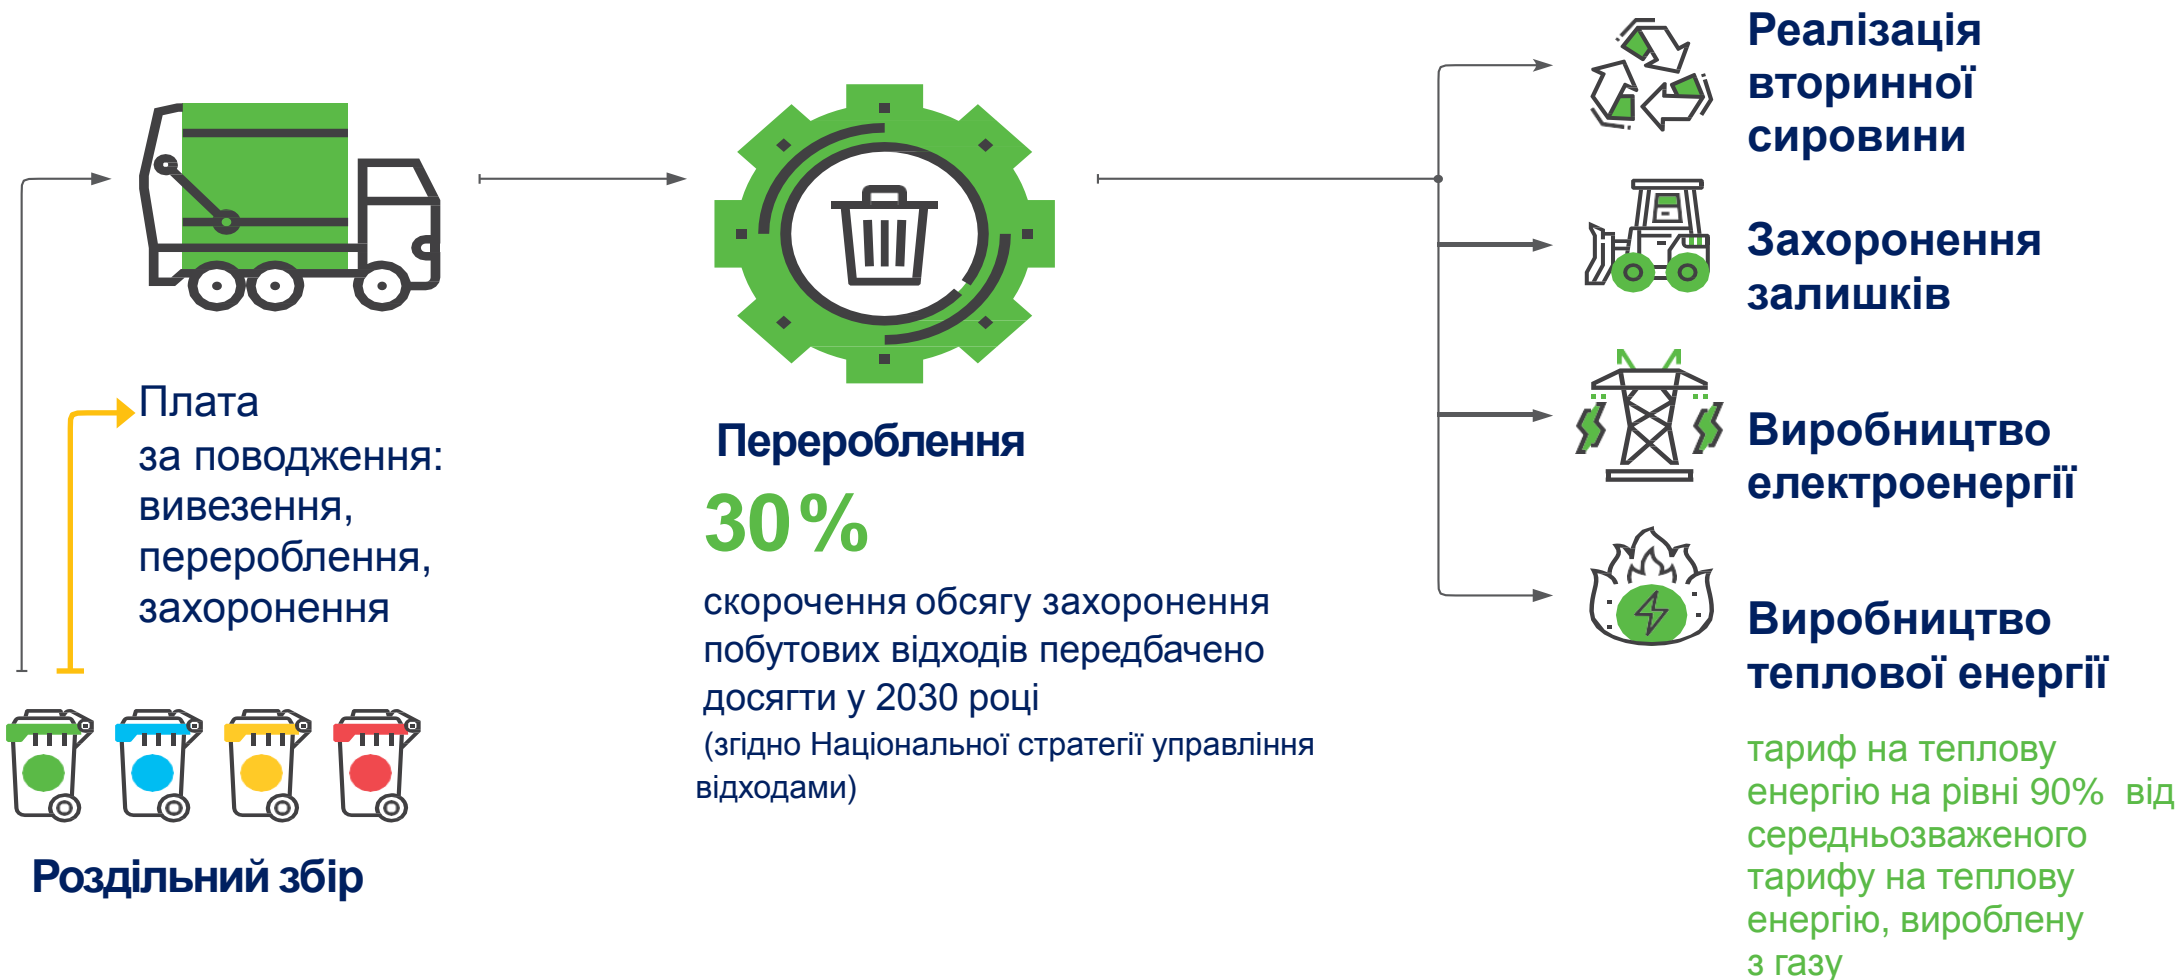 Плата
за поводження:
вивезення,
перероблення,
захоронення
Роздільний збір
Перероблення
30%
скорочення обсягу захоронення
побутових відходів передбачено
досягти у 2030 році
(згідно Національної стратегії управління
відходами)
Реалізація
вторинної
сировини
Захоронення
залишків
Виробництво
електроенергії
Виробництво
теплової енергії
тариф на теплову
енергію на рівні 90% від
середньозваженого
тарифу на теплову
енергію, вироблену
з газу